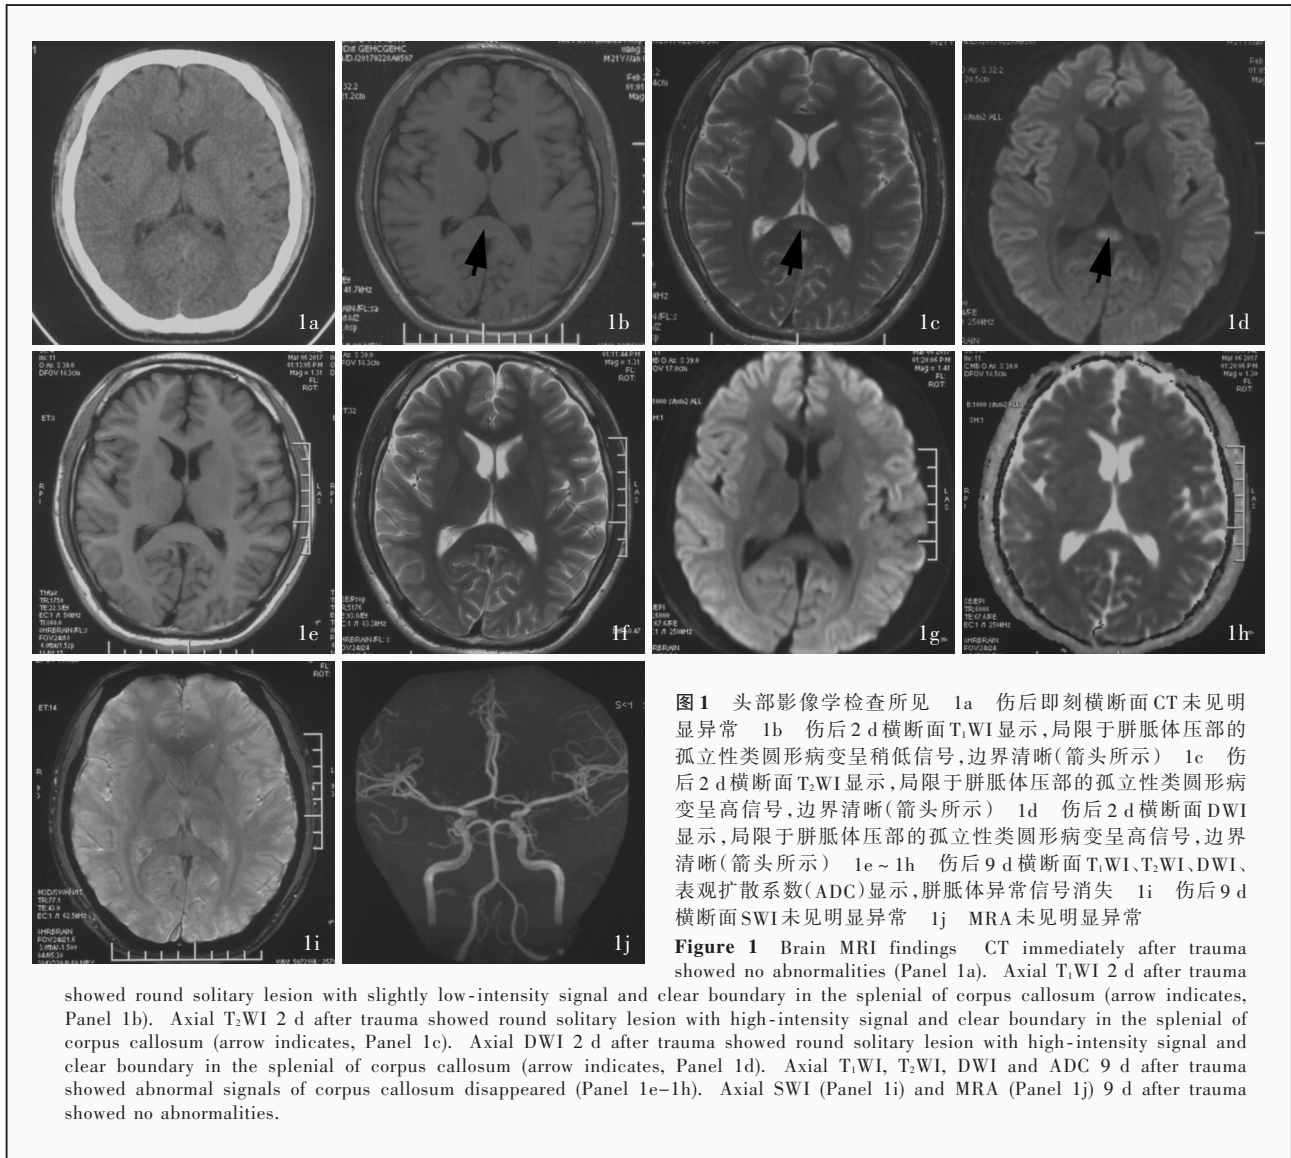 1a
1b
1c
1d
1e
1f
1g
1h
1i
1j
图1 头部影像学检查所见 1a 伤后即刻横断面CT未见明
显异常 1b 伤后2 d横断面T₁WI显示,局限于胼胝体压部的
孤立性类圆形病变呈稍低信号,边界清晰(箭头所示) 1c 伤
后2 d横断面T₂WI显示,局限于胼胝体压部的孤立性类圆形病
变呈高信号,边界清晰(箭头所示) 1d 伤后2 d横断面DWI
显示,局限于胼胝体压部的孤立性类圆形病变呈高信号,边界
清晰(箭头所示) 1e~1h 伤后9 d横断面T₁WI、T₂WI、DWI、
表观扩散系数(ADC)显示,胼胝体异常信号消失 1i 伤后9 d
横断面SWI未见明显异常 1j MRA未见明显异常
Figure 1 Brain MRI findings CT immediately after trauma
showed no abnormalities (Panel 1a). Axial T₁WI 2 d after trauma
showed round solitary lesion with slightly low-intensity signal and clear boundary in the splenial of corpus callosum (arrow indicates,
Panel 1b). Axial T₂WI 2 d after trauma showed round solitary lesion with high-intensity signal and clear boundary in the splenial of
corpus callosum (arrow indicates, Panel 1c). Axial DWI 2 d after trauma showed round solitary lesion with high-intensity signal and
clear boundary in the splenial of corpus callosum (arrow indicates, Panel 1d). Axial T₁WI, T₂WI, DWI and ADC 9 d after trauma
showed abnormal signals of corpus callosum disappeared (Panel 1e-1h). Axial SWI (Panel 1i) and MRA (Panel 1j) 9 d after trauma
showed no abnormalities.